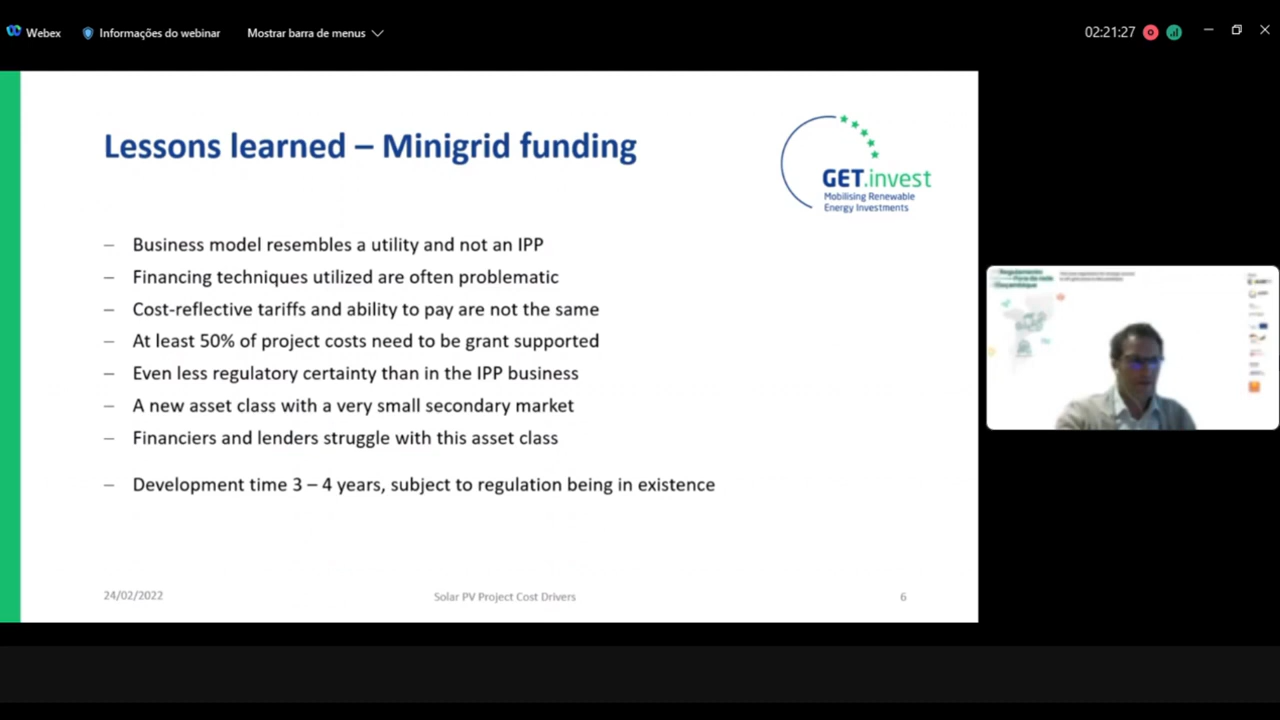 Webex
Informações do webinar
Mostrar barra de menus
02:21:27
Lessons learned – Minigrid funding
GET.invest
Mobilising Renewable
Energy Investments
– Business model resembles a utility and not an IPP
– Financing techniques utilized are often problematic
– Cost-reflective tariffs and ability to pay are not the same
– At least 50% of project costs need to be grant supported
– Even less regulatory certainty than in the IPP business
– A new asset class with a very small secondary market
– Financiers and lenders struggle with this asset class
– Development time 3 – 4 years, subject to regulation being in existence
24/02/2022
Solar PV Project Cost Drivers
6